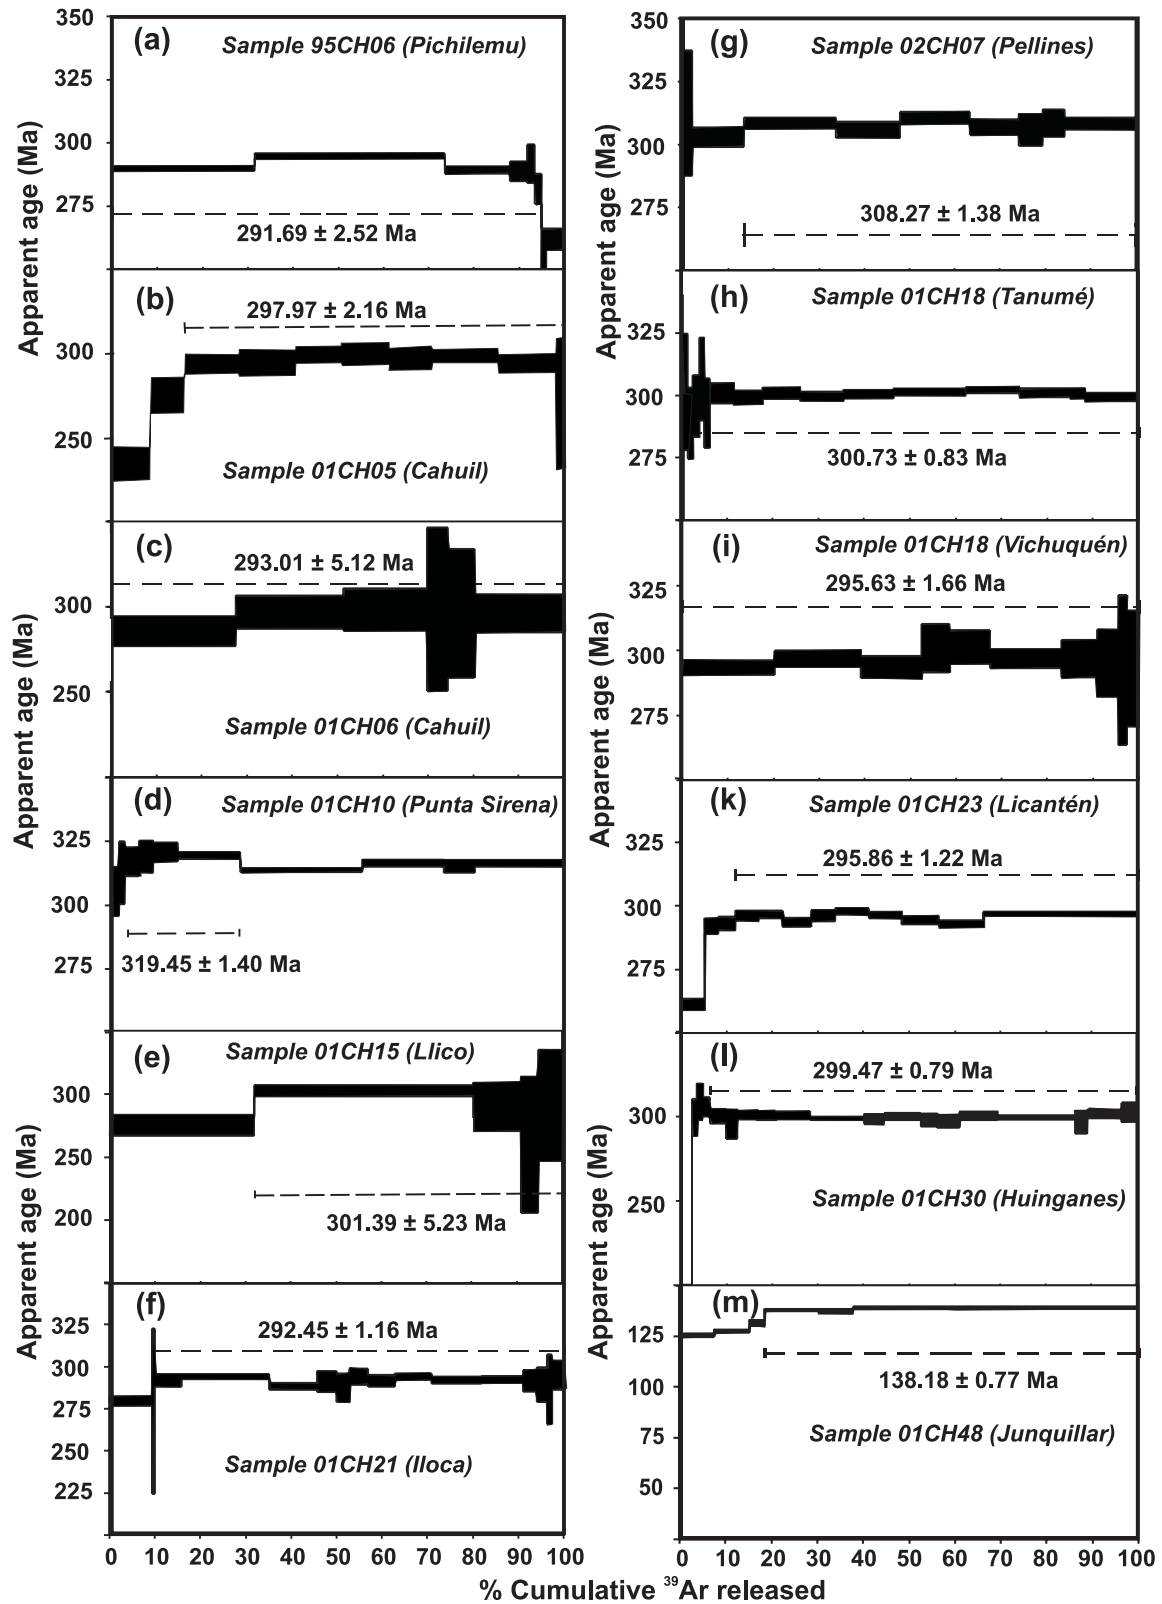 (a) Sample 95CH06 (Pichilemu)
350
325
300
275
291.69 ± 2.52 Ma
Apparent age (Ma)
(b)
297.97 ± 2.16 Ma
300
250
Sample 01CH05 (Cahuil)
(c)
293.01 ± 5.12 Ma
300
250
Sample 01CH06 (Cahuil)
Apparent age (Ma)
(d) Sample 01CH10 (Punta Sirena)
325
300
275
319.45 ± 1.40 Ma
(e) Sample 01CH15 (Llico)
300
250
200
301.39 ± 5.23 Ma
Apparent age (Ma)
(f)
292.45 ± 1.16 Ma
325
300
275
250
225
Sample 01CH21 (Iloca)
0 10 20 30 40 50 60 70 80 90 100
(g) Sample 02CH07 (Pellines)
350
325
300
275
308.27 ± 1.38 Ma
Apparent age (Ma)
(h) Sample 01CH18 (Tanumé)
325
300
275
300.73 ± 0.83 Ma
(i) Sample 01CH18 (Vichuquén)
295.63 ± 1.66 Ma
325
300
275
Apparent age (Ma)
(k) Sample 01CH23 (Licantén)
325
295.86 ± 1.22 Ma
300
275
(l)
299.47 ± 0.79 Ma
300
250
Sample 01CH30 (Huinganes)
Apparent age (Ma)
(m)
125
100
75
50
25
138.18 ± 0.77 Ma
Sample 01CH48 (Junquillar)
0 10 20 30 40 50 60 70 80 90 100
% Cumulative ³⁹Ar released